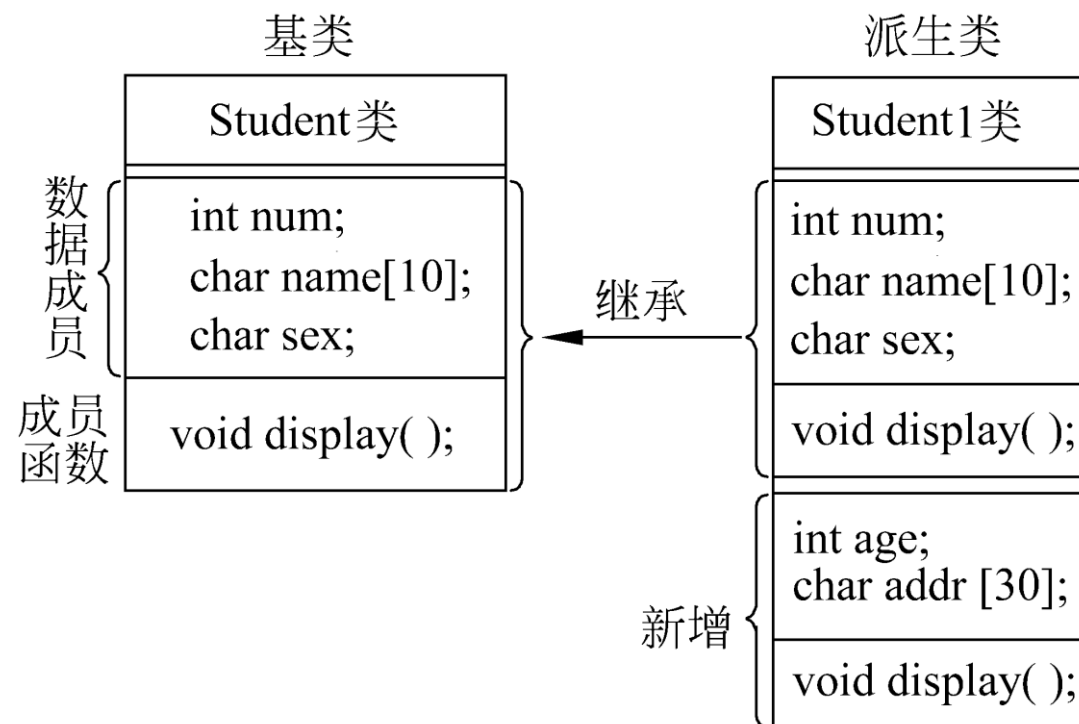 基类
Student类
数据成员
int num;
char name[10];
char sex;
成员
函数
void display( );
继承
派生类
Student1类
int num;
char name[10];
char sex;
void display( );
新增
int age;
char addr [30];
void display( );